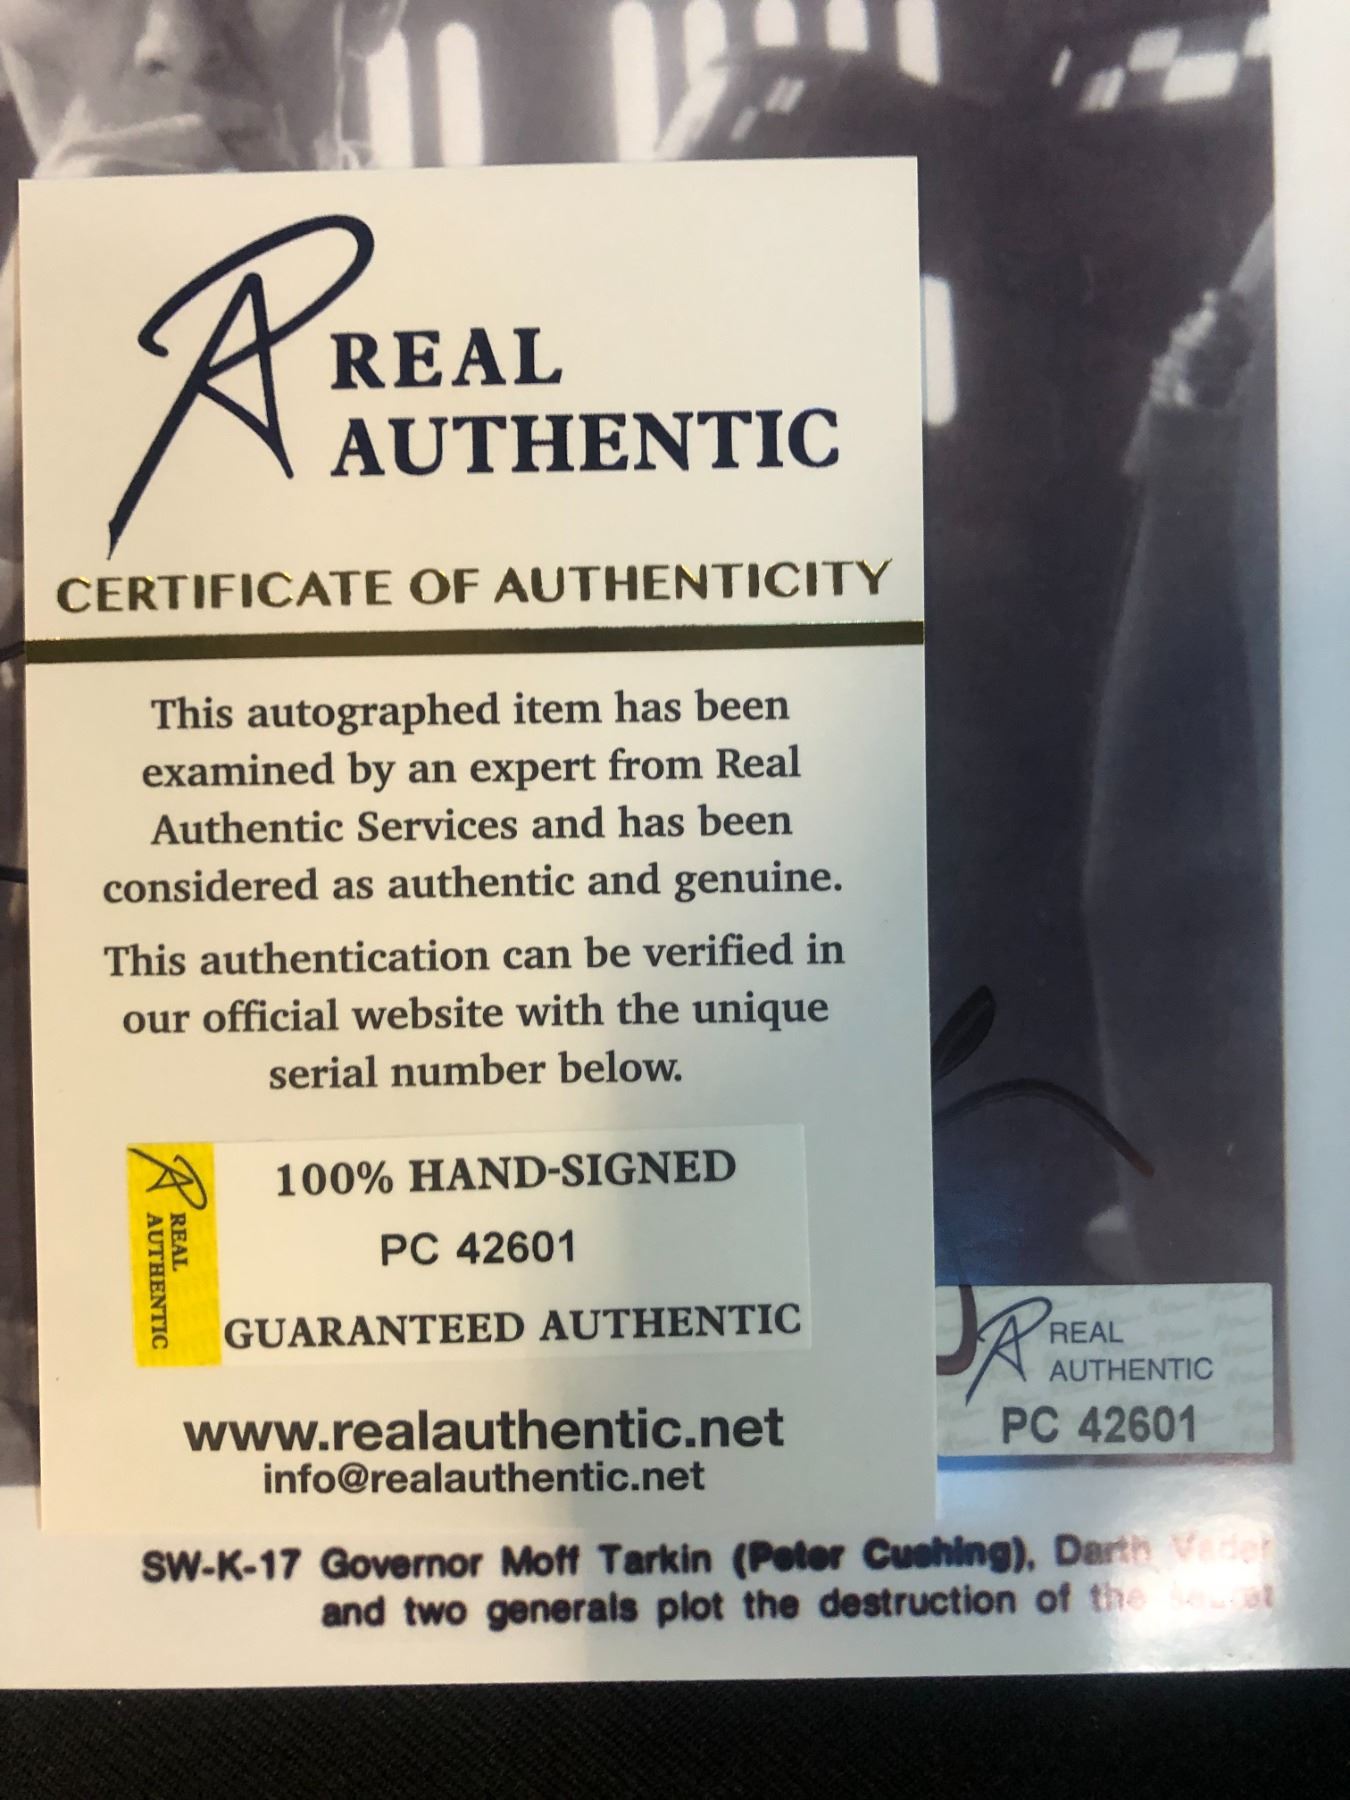 REAL
AUTHENTIC
CERTIFICATE OF AUTHENTICITY
This autographed item has been
examined by an expert from Real
Authentic Services and has been
considered as authentic and genuine.
This authentication can be verified in
our official website with the unique
serial number below.
REAL
AUTHENTIC
100% HAND-SIGNED
PC 42601
GUARANTEED AUTHENTIC
www.realauthentic.net
info@realauthentic.net
REAL
AUTHENTIC
PC 42601
SW-K-17 Governor Moff Tarkin (Peter Cushing), Darth Vader
and two generals plot the destruction of the secret